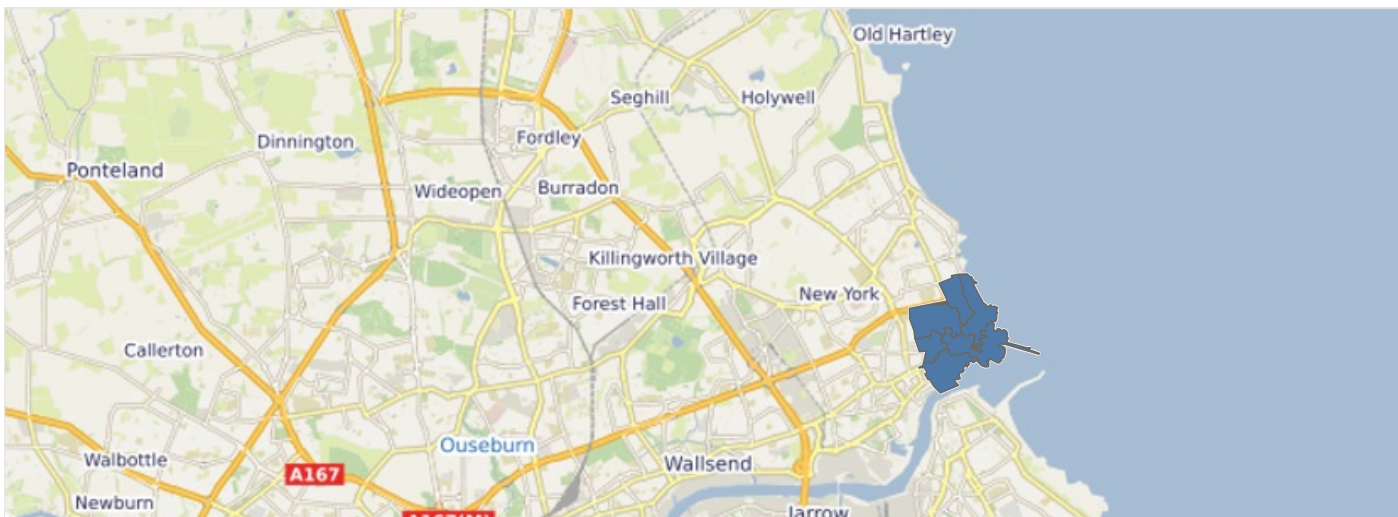 Old Hartley
Seghill
Holywell
Fordley
Dinnington
Ponteland
Wideopen
Burradon
Killingworth Village
New York
Forest Hall
Callerton
Ouseburn
Walbottle
Wallsend
A167
Newburn
A167(M)
Jarrow